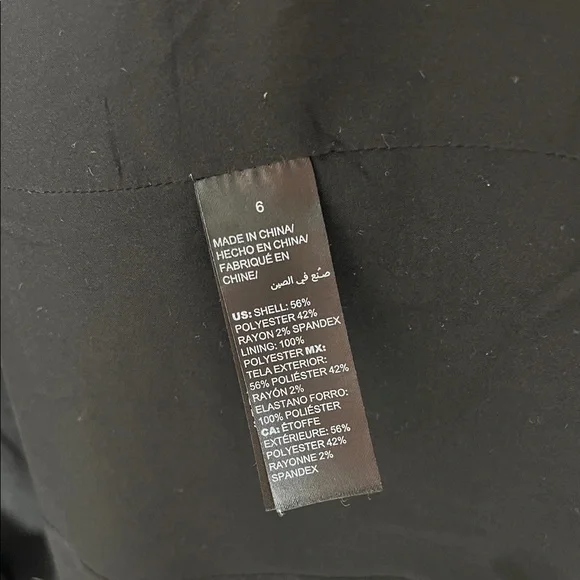 6
MADE IN CHINA/
HECHO EN CHINA/
FABRIQUÉ EN
CHINE/
صنع في الصين
US: SHELL: 56%
POLYESTER 42%
RAYON 2% SPANDEX
LINING: 100%
POLYESTER MX:
TELA EXTERIOR:
56% POLIÉSTER 42%
RAYÓN 2%
ELASTANO FORRO:
100% POLIÉSTER
CA: ÉTOFFE
EXTÉRIEURE: 56%
POLYESTER 42%
RAYONNE 2%
SPANDEX